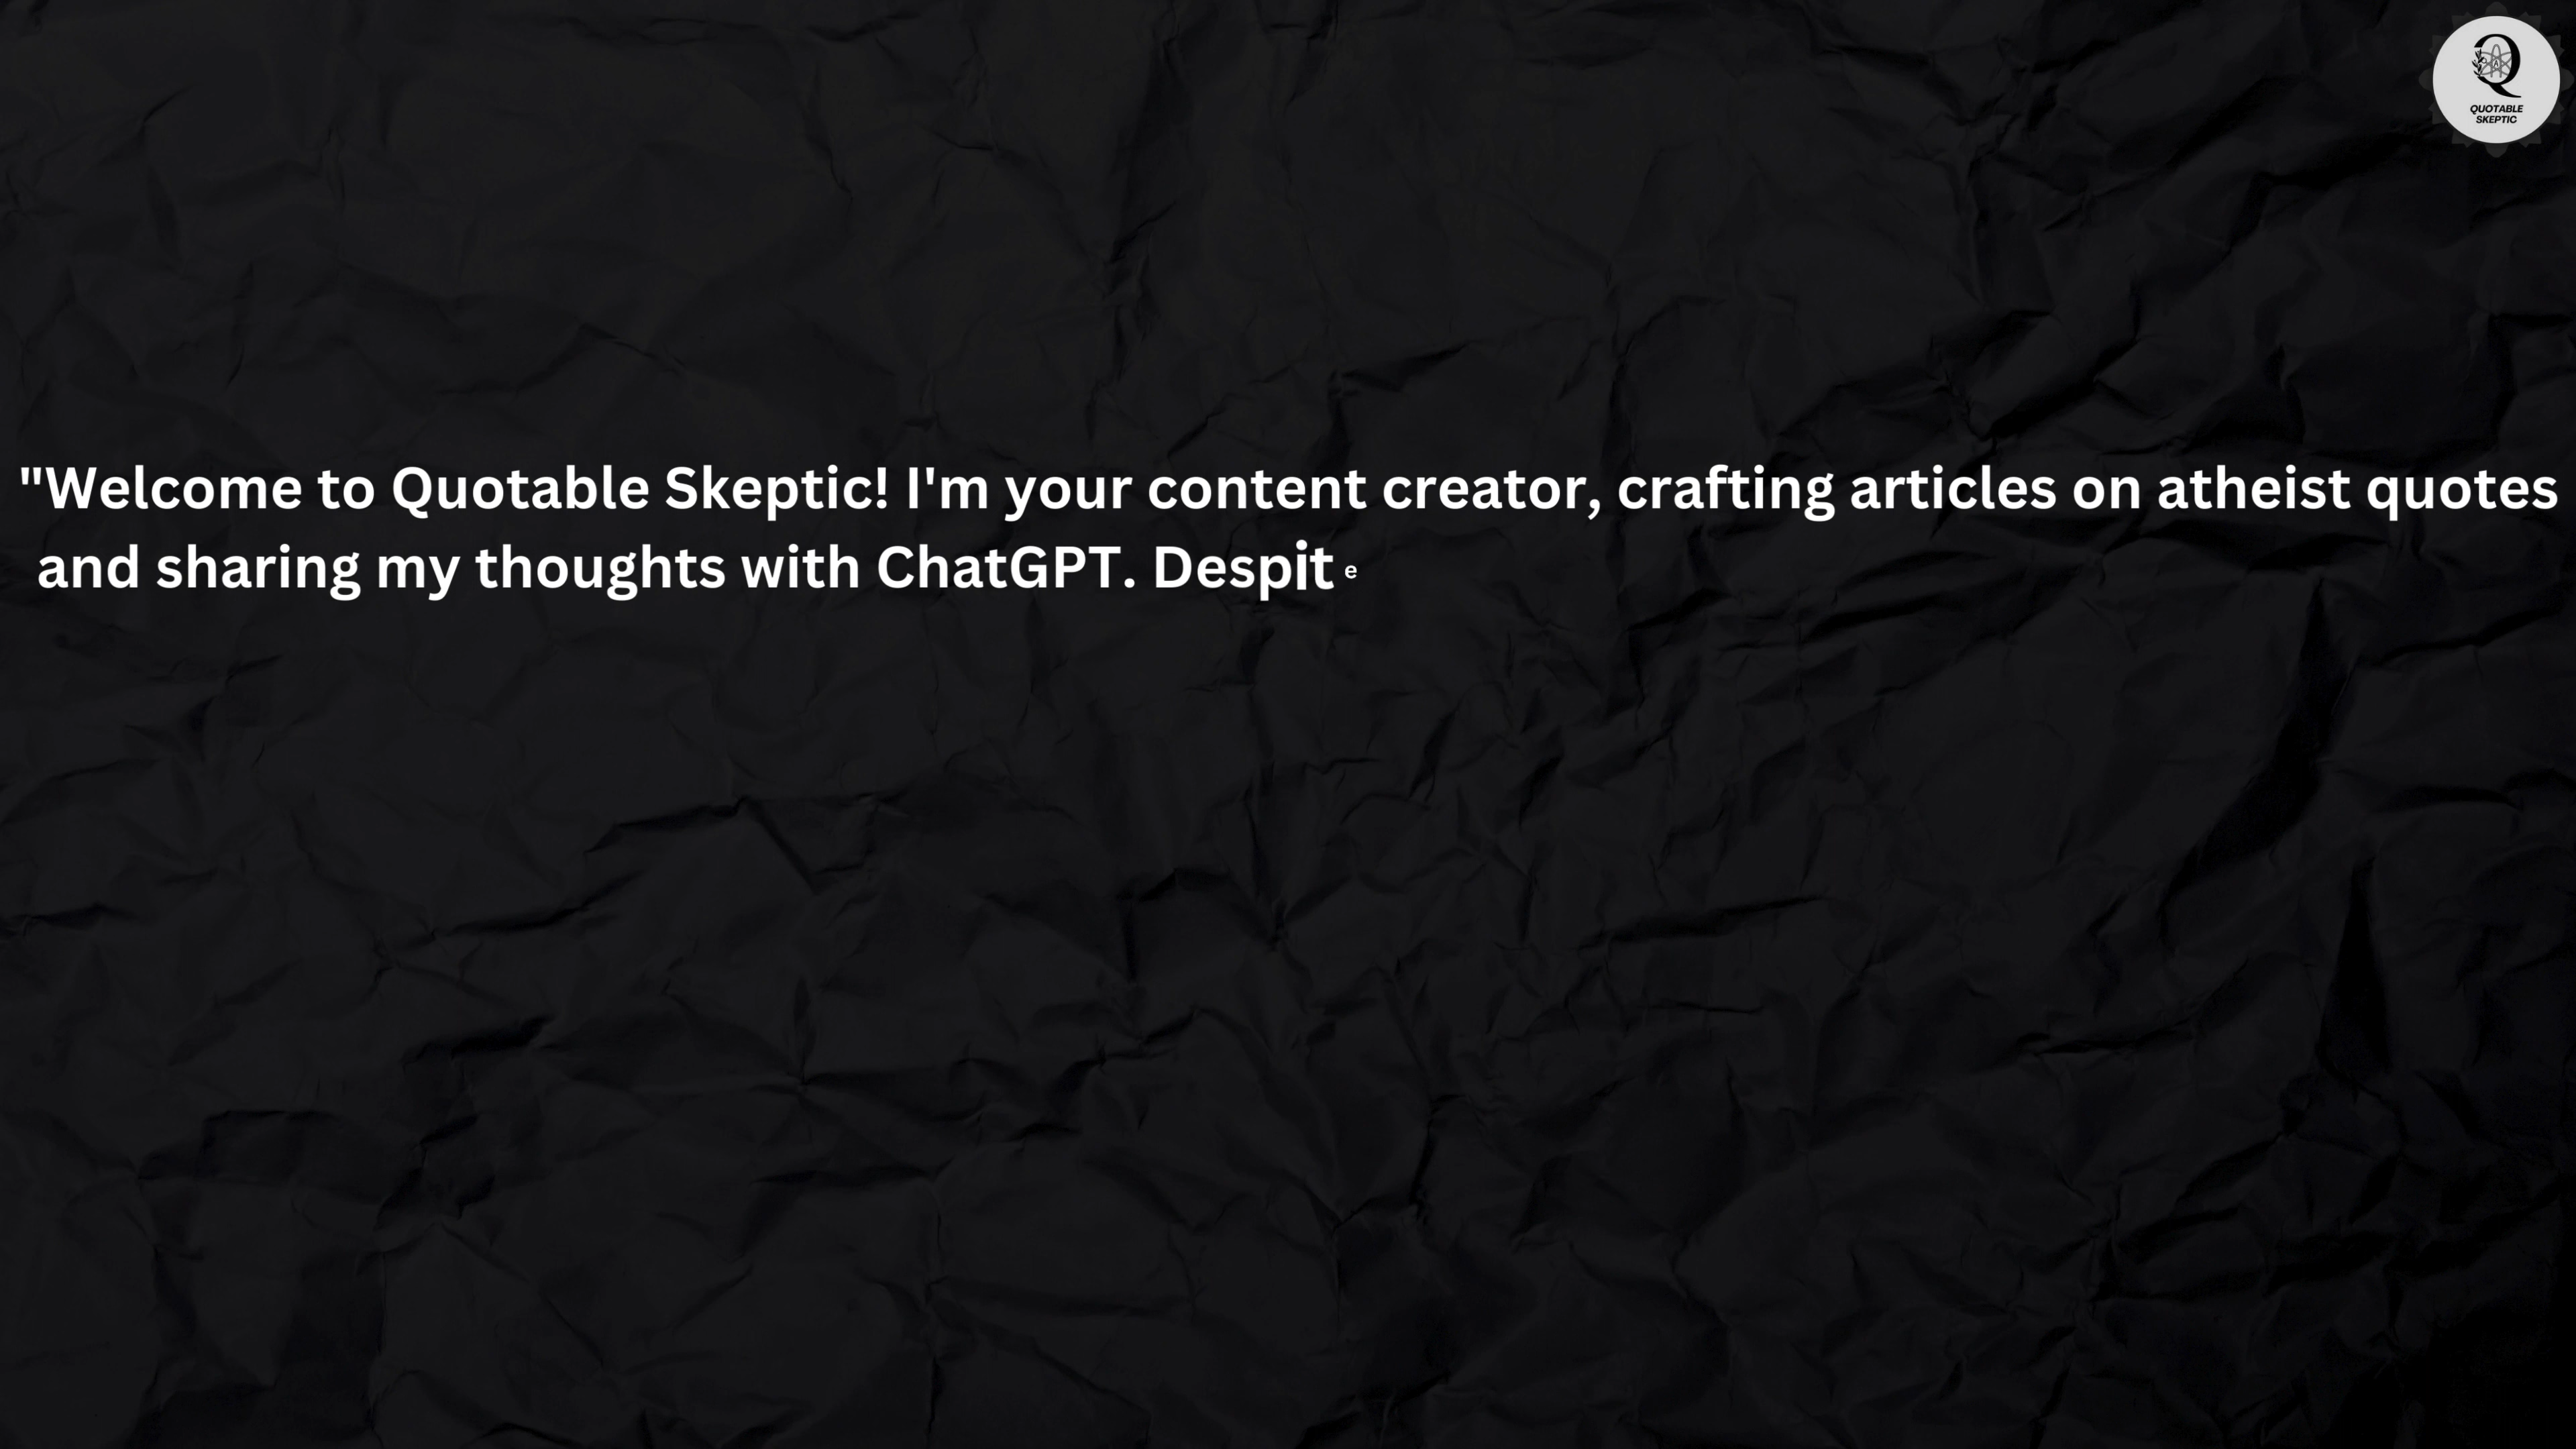 QUOTABLE
SKEPTIC
"Welcome to Quotable Skeptic! I'm your content creator, crafting articles on atheist quotes
and sharing my thoughts with ChatGPT. Despite